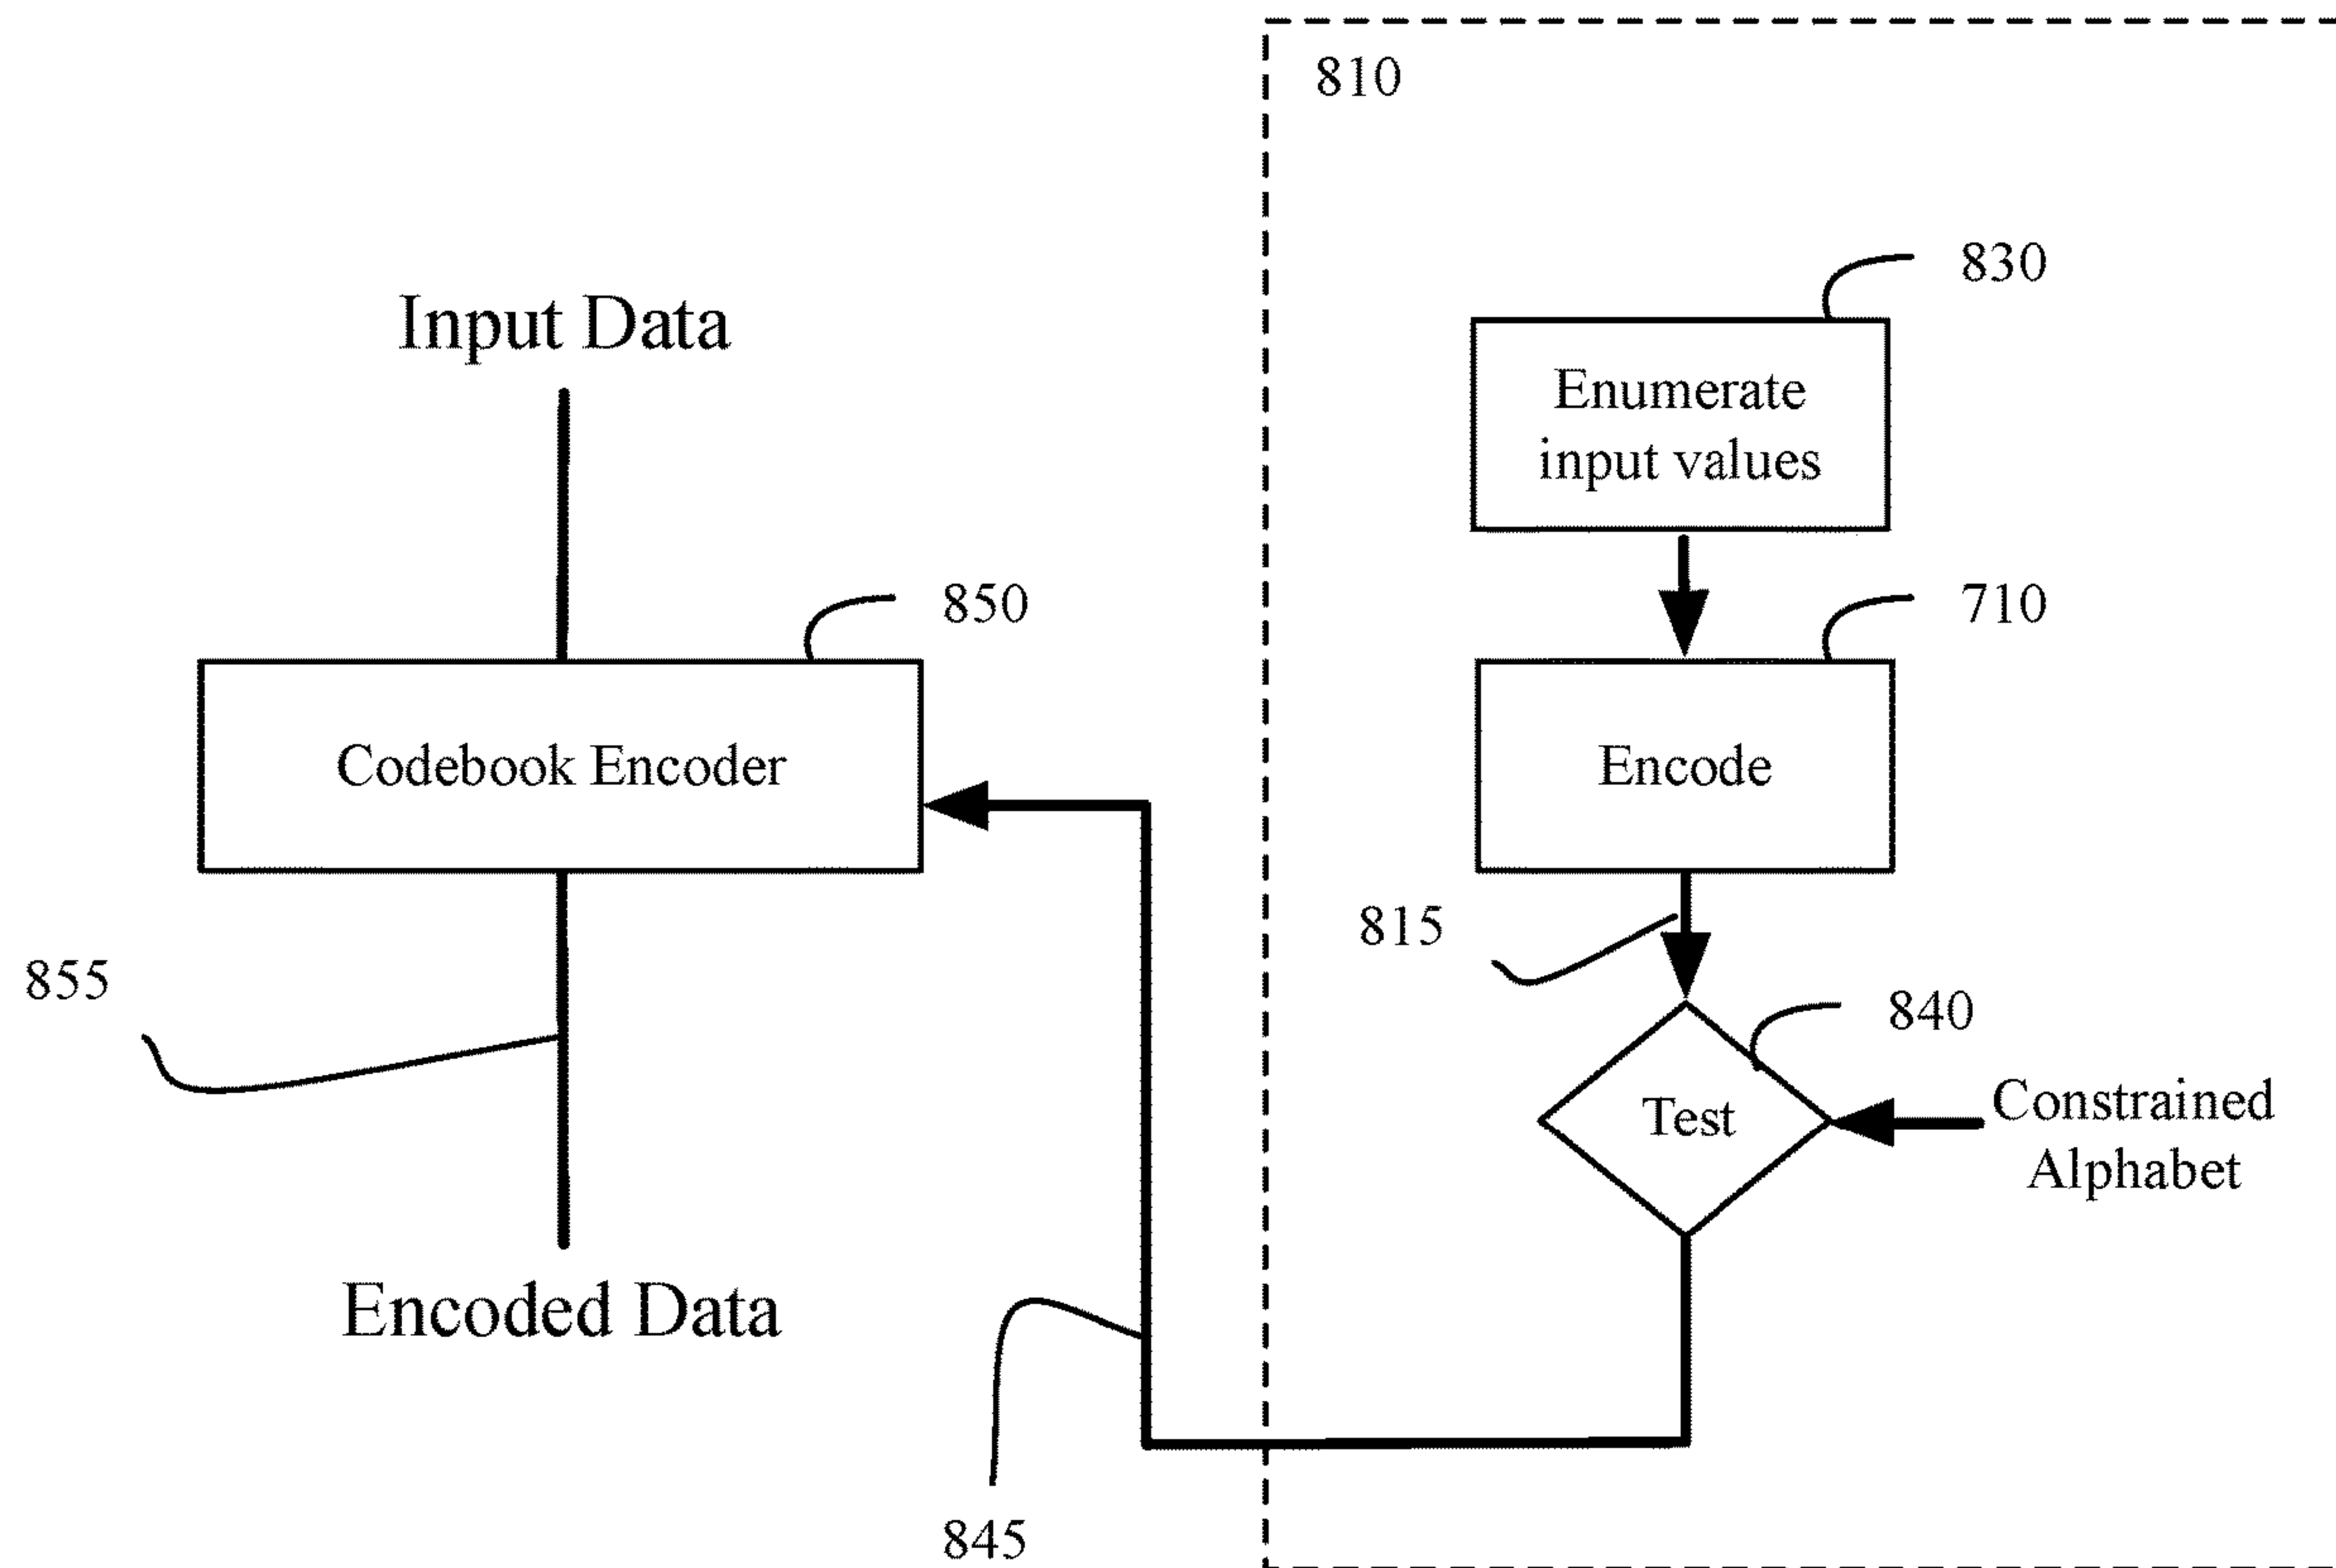 810
830
Input Data
Enumerate
input values
850
710
Codebook Encoder
Encode
815
855
840
Test
Constrained
Alphabet
Encoded Data
845